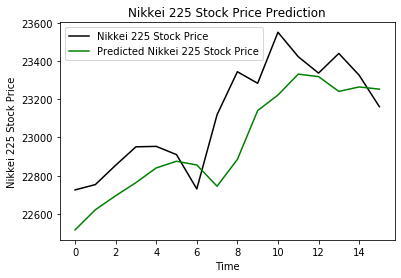 Nikkei 225 Stock Price Prediction
Nikkei 225 Stock Price
Predicted Nikkei 225 Stock Price
Nikkei 225 Stock Price
23600
23400
23200
23000
22800
22600
0 2 4 6 8 10 12 14
Time